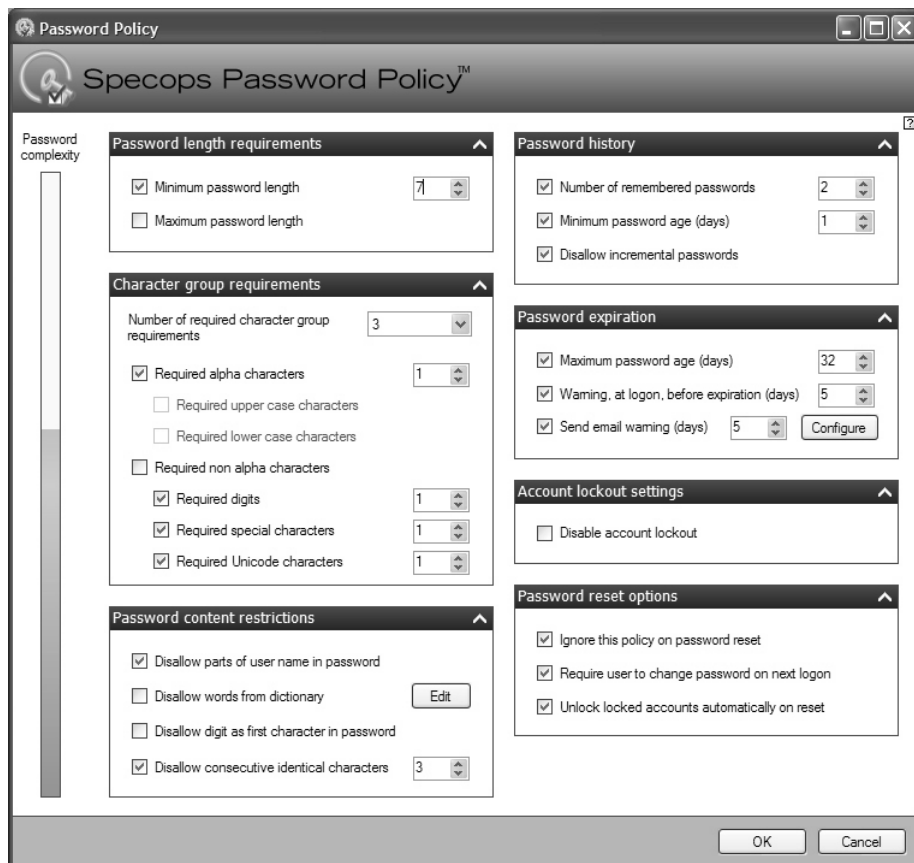 Password Policy
Specops Password Policy™
?
Password
complexity
Password length requirements
Minimum password length 7
Maximum password length
Character group requirements
Number of required character group
requirements
3
Required alpha characters 1
Required upper case characters
Required lower case characters
Required non alpha characters
Required digits 1
Required special characters 1
Required Unicode characters 1
Password content restrictions
Disallow parts of user name in password
Disallow words from dictionary Edit
Disallow digit as first character in password
Disallow consecutive identical characters 3
Password history
Number of remembered passwords 2
Minimum password age (days) 1
Disallow incremental passwords
Password expiration
Maximum password age (days) 32
Warning, at logon, before expiration (days) 5
Send email warning (days) 5 Configure
Account lockout settings
Disable account lockout
Password reset options
Ignore this policy on password reset
Require user to change password on next logon
Unlock locked accounts automatically on reset
OK Cancel